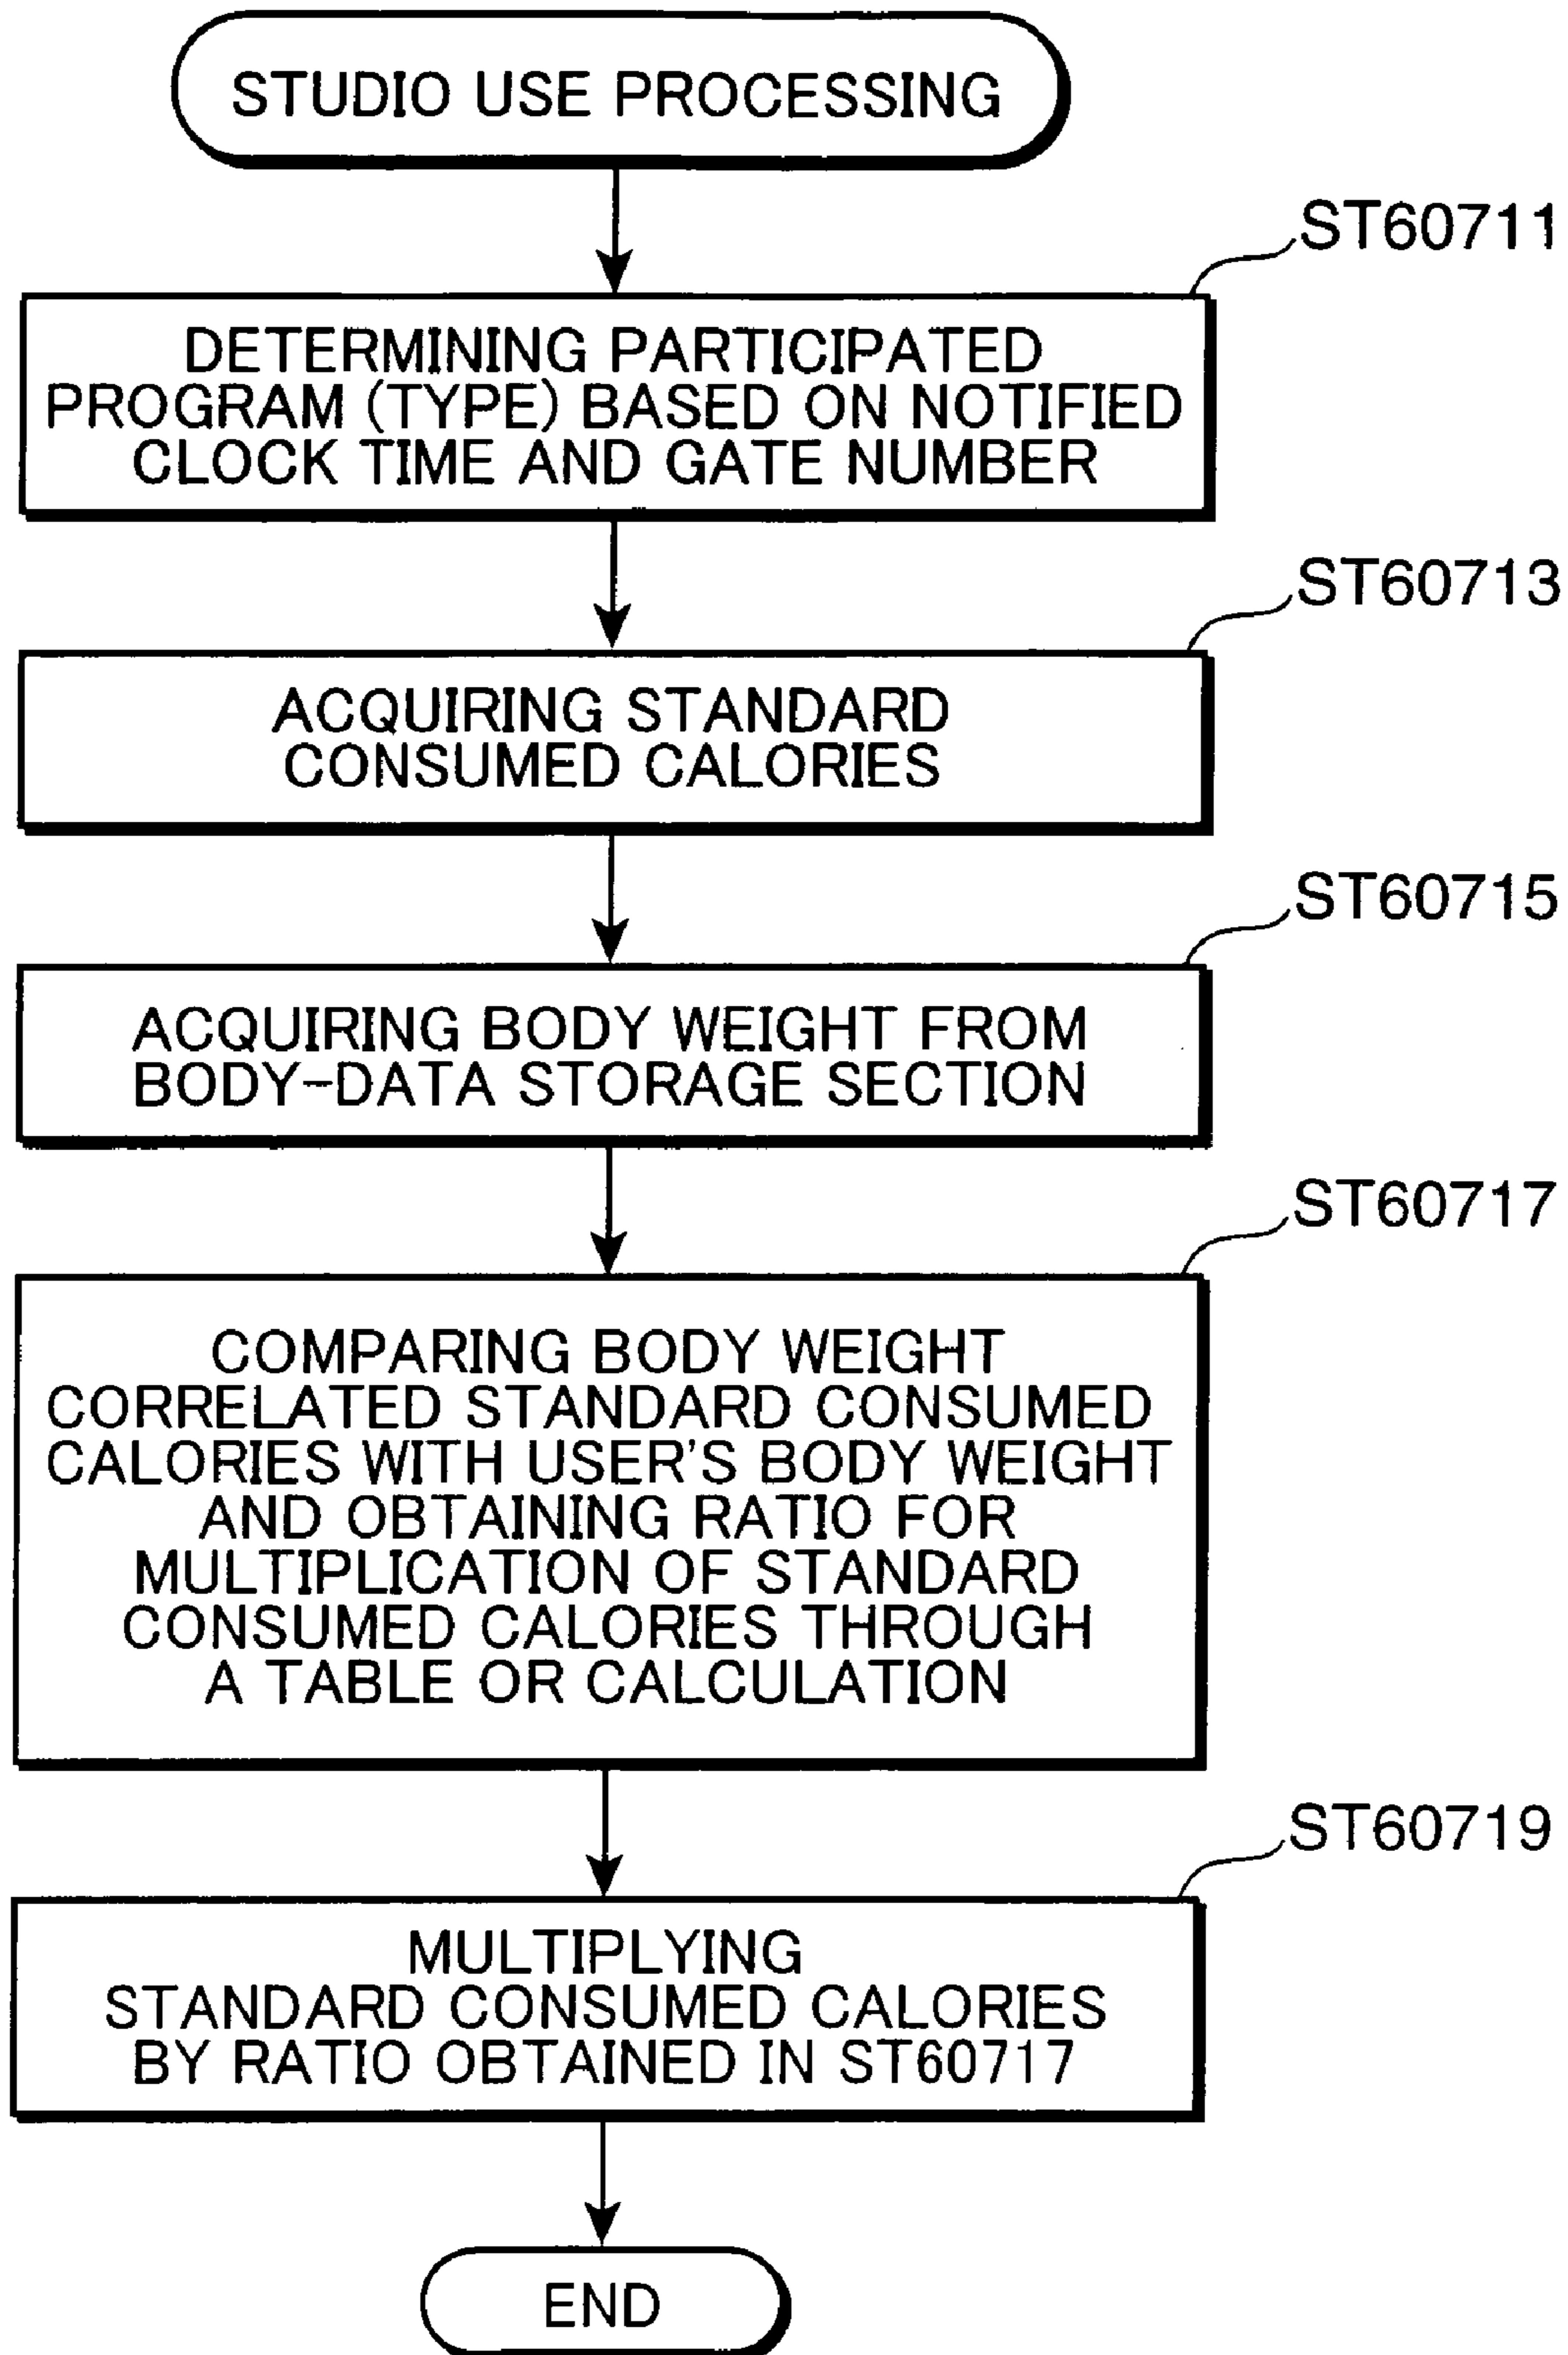 STUDIO USE PROCESSING
ST60711
DETERMINING PARTICIPATED
PROGRAM (TYPE) BASED ON NOTIFIED
CLOCK TIME AND GATE NUMBER
ST60713
ACQUIRING STANDARD
CONSUMED CALORIES
ST60715
ACQUIRING BODY WEIGHT FROM
BODY-DATA STORAGE SECTION
ST60717
COMPARING BODY WEIGHT
CORRELATED STANDARD CONSUMED
CALORIES WITH USER'S BODY WEIGHT
AND OBTAINING RATIO FOR
MULTIPLICATION OF STANDARD
CONSUMED CALORIES THROUGH
A TABLE OR CALCULATION
ST60719
MULTIPLYING
STANDARD CONSUMED CALORIES
BY RATIO OBTAINED IN ST60717
END